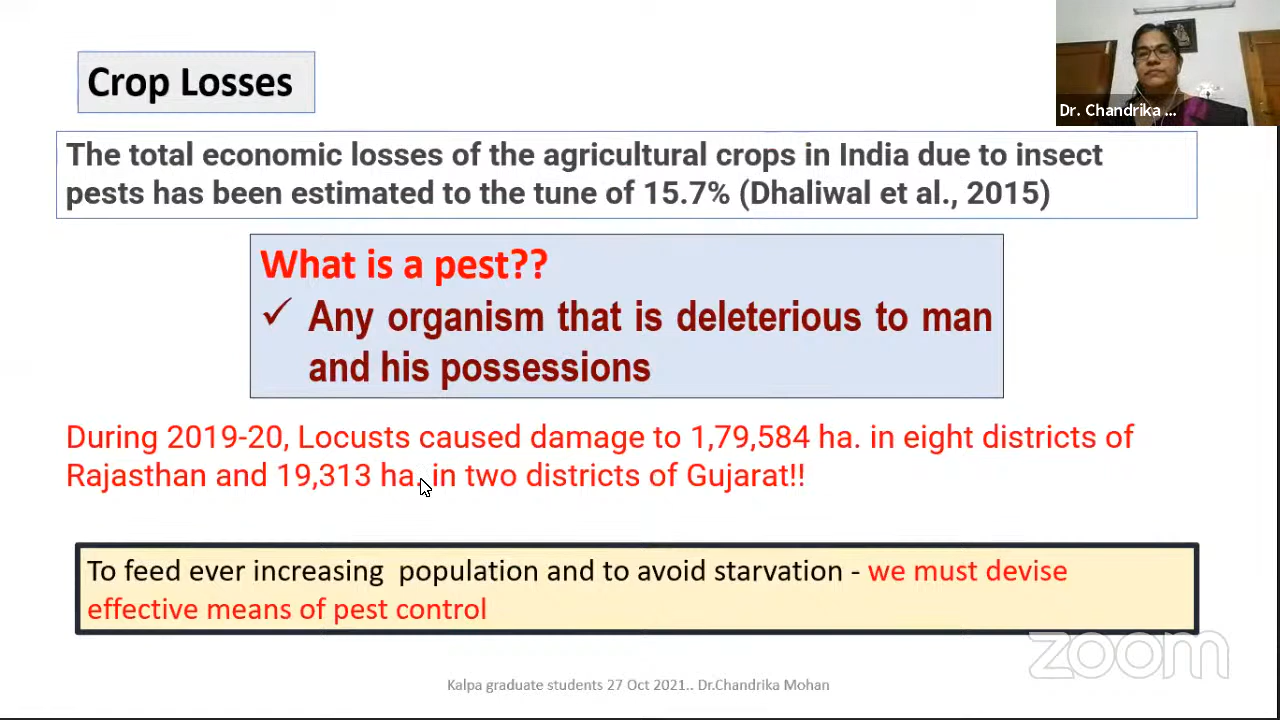 Crop Losses
Dr. Chandrika ...
The total economic losses of the agricultural crops in India due to insect
pests has been estimated to the tune of 15.7% (Dhaliwal et al., 2015)
What is a pest??
✓ Any organism that is deleterious to man
and his possessions
During 2019-20, Locusts caused damage to 1,79,584 ha. in eight districts of
Rajasthan and 19,313 ha. in two districts of Gujarat!!
To feed ever increasing population and to avoid starvation - we must devise
effective means of pest control
zoom
Kalpa graduate students 27 Oct 2021.. Dr.Chandrika Mohan